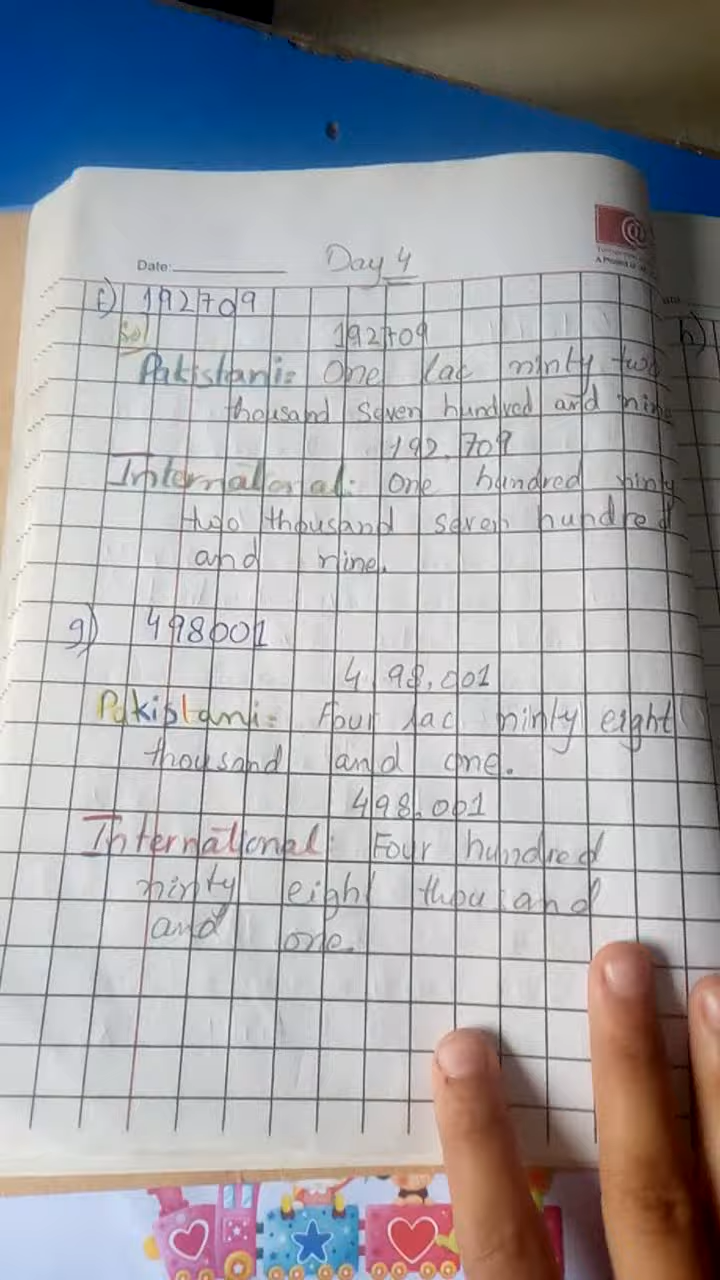 Date:
Day 4
f) 192709
Sol
192709
Pakistani: One lac ninty two
thousand seven hundred and nine
192,709
International: One hundred ninty
two thousand seven hundred
and nine.
g) 498001
4,98,001
Pakistani: Four lac ninty eight
thousand and one.
498,001
International: Four hundred
ninty eight thousand
and one.
h)